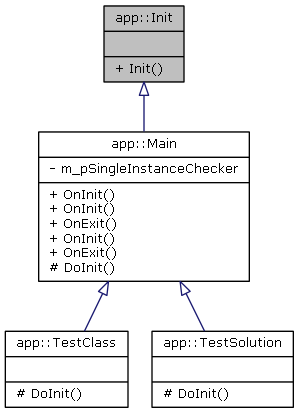 app::Init
+ Init()
app::Main
- m_pSingleInstanceChecker
+ OnInit()
+ OnInit()
+ OnExit()
+ OnInit()
+ OnExit()
# DoInit()
app::TestClass
# DoInit()
app::TestSolution
# DoInit()